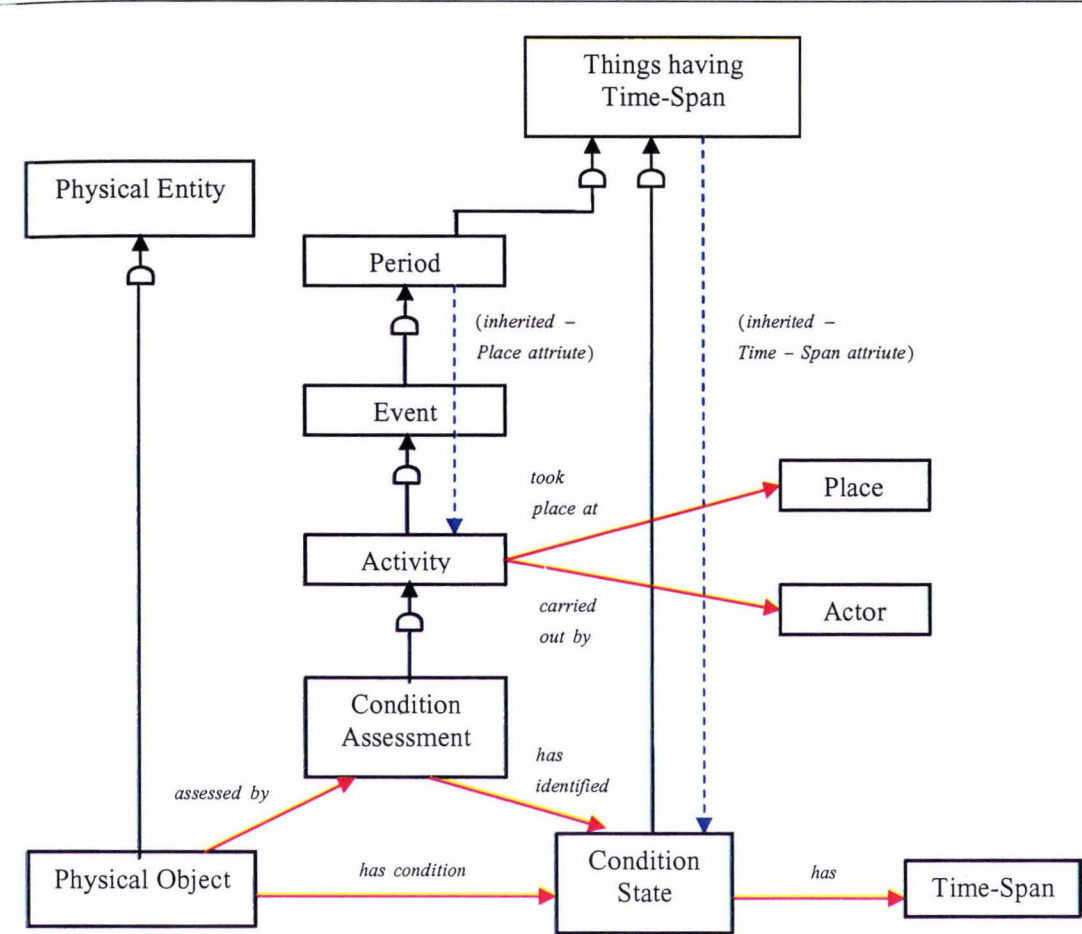 Things having
Time-Span
Physical Entity
Period
(inherited –
Place attriute)
(inherited –
Time – Span attriute)
Event
took
place at
Place
Activity
carried
out by
Actor
Condition
Assessment
has
identified
assessed by
Physical Object
has condition
Condition
State
has
Time-Span